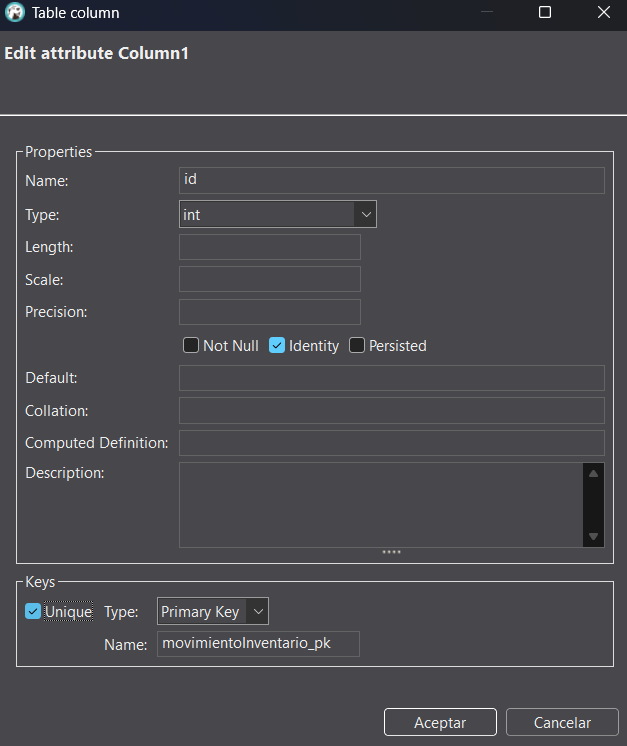 Table column
Edit attribute Column1
Properties
Name: id
Type: int
Length:
Scale:
Precision:
Not Null Identity Persisted
Default:
Collation:
Computed Definition:
Description:
Keys
Unique Type: Primary Key
Name: movimientoInventario_pk
Aceptar Cancelar